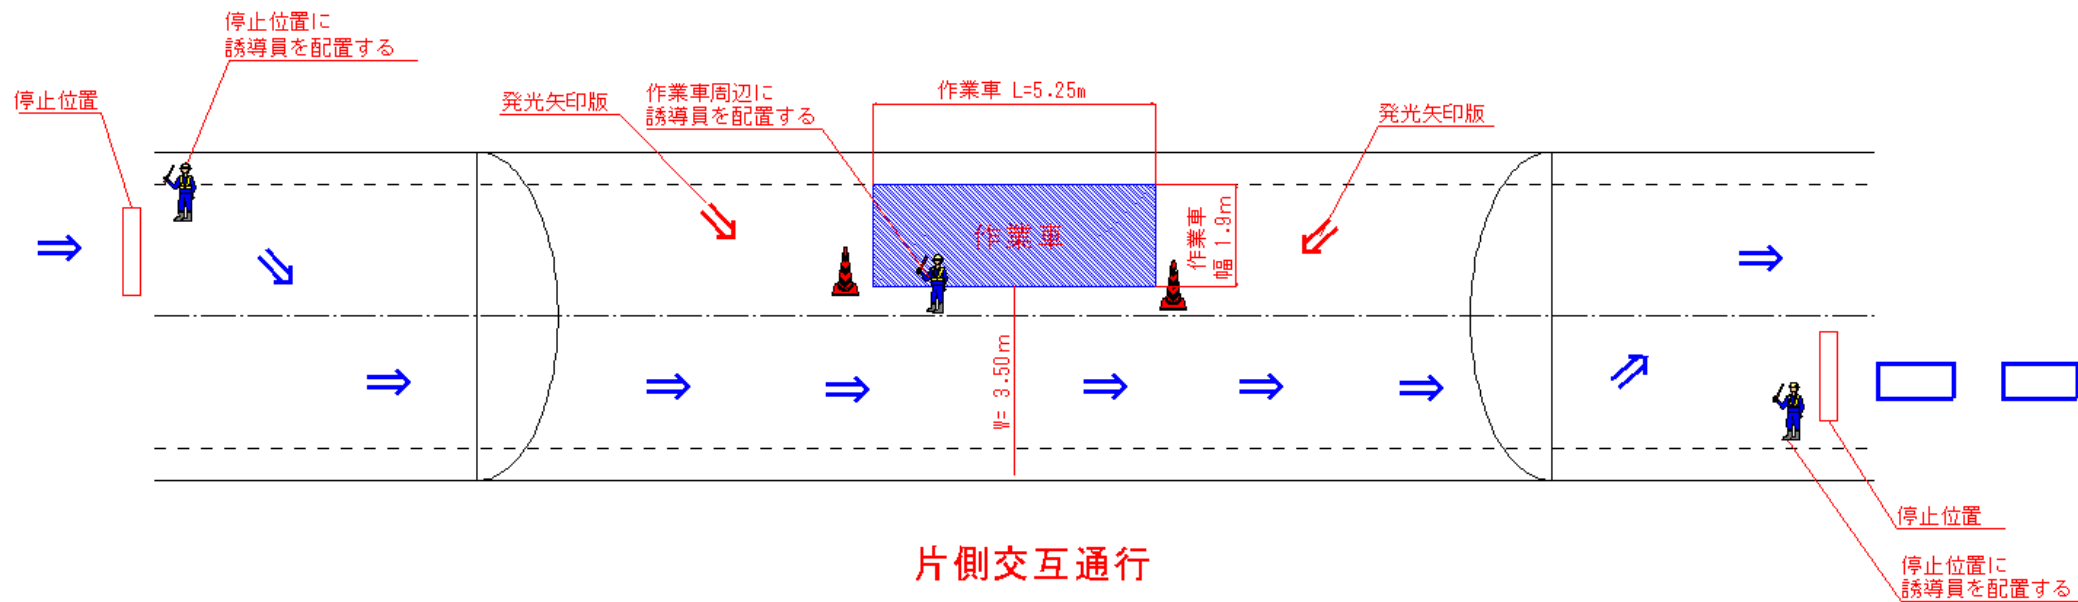 停止位置に
誘導員を配置する
停止位置
発光矢印版
作業車周辺に
誘導員を配置する
作業車 L=5.25m
発光矢印版
作業車
作業車
幅 1.9m
W= 3.50m
停止位置
停止位置に
誘導員を配置する
片側交互通行